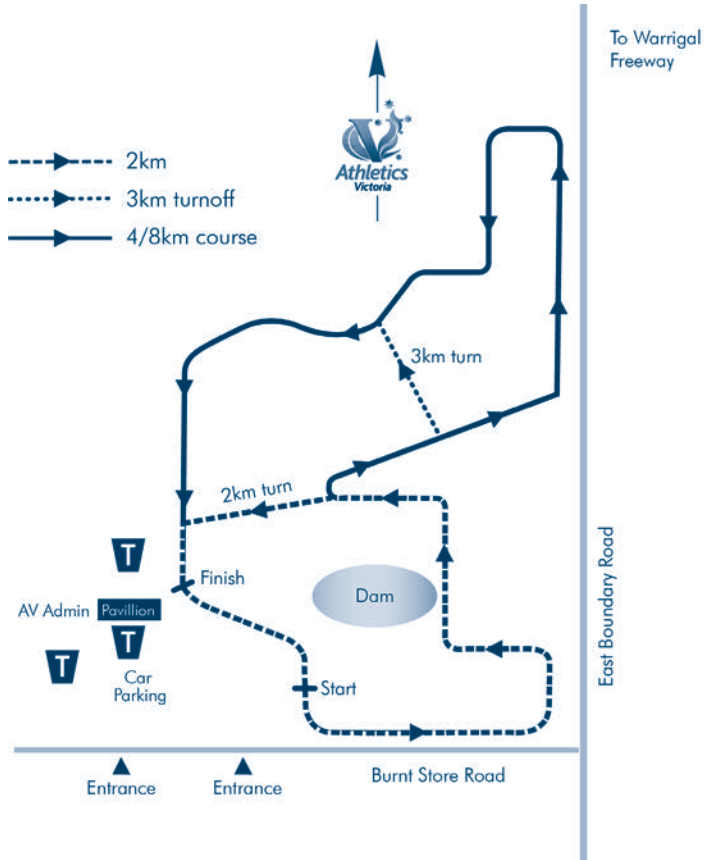 To Warrigal
Freeway
2km
3km turnoff
4/8km course
V
Athletics
Victoria
3km turn
2km turn
T
Finish
Dam
AV Admin
Pavillion
T
T
Car
Parking
Start
East Boundary Road
Burnt Store Road
Entrance
Entrance